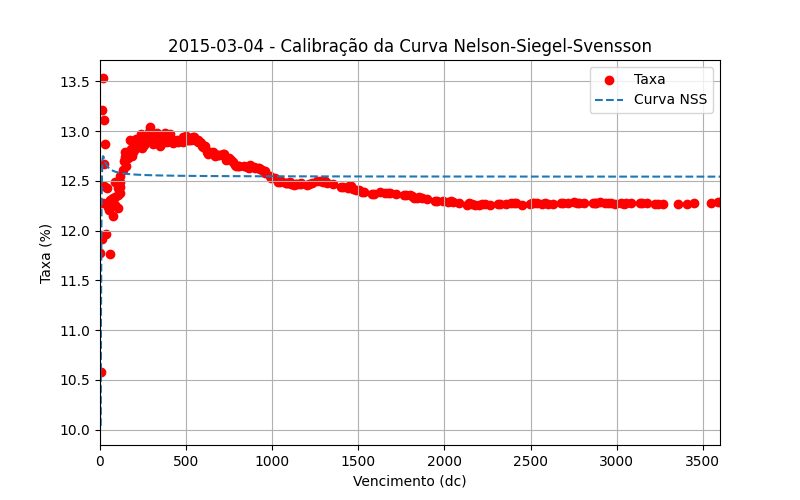 2015-03-04 - Calibração da Curva Nelson-Siegel-Svensson
Taxa
Curva NSS
Taxa (%)
13.5
13.0
12.5
12.0
11.5
11.0
10.5
10.0
0 500 1000 1500 2000 2500 3000 3500
Vencimento (dc)